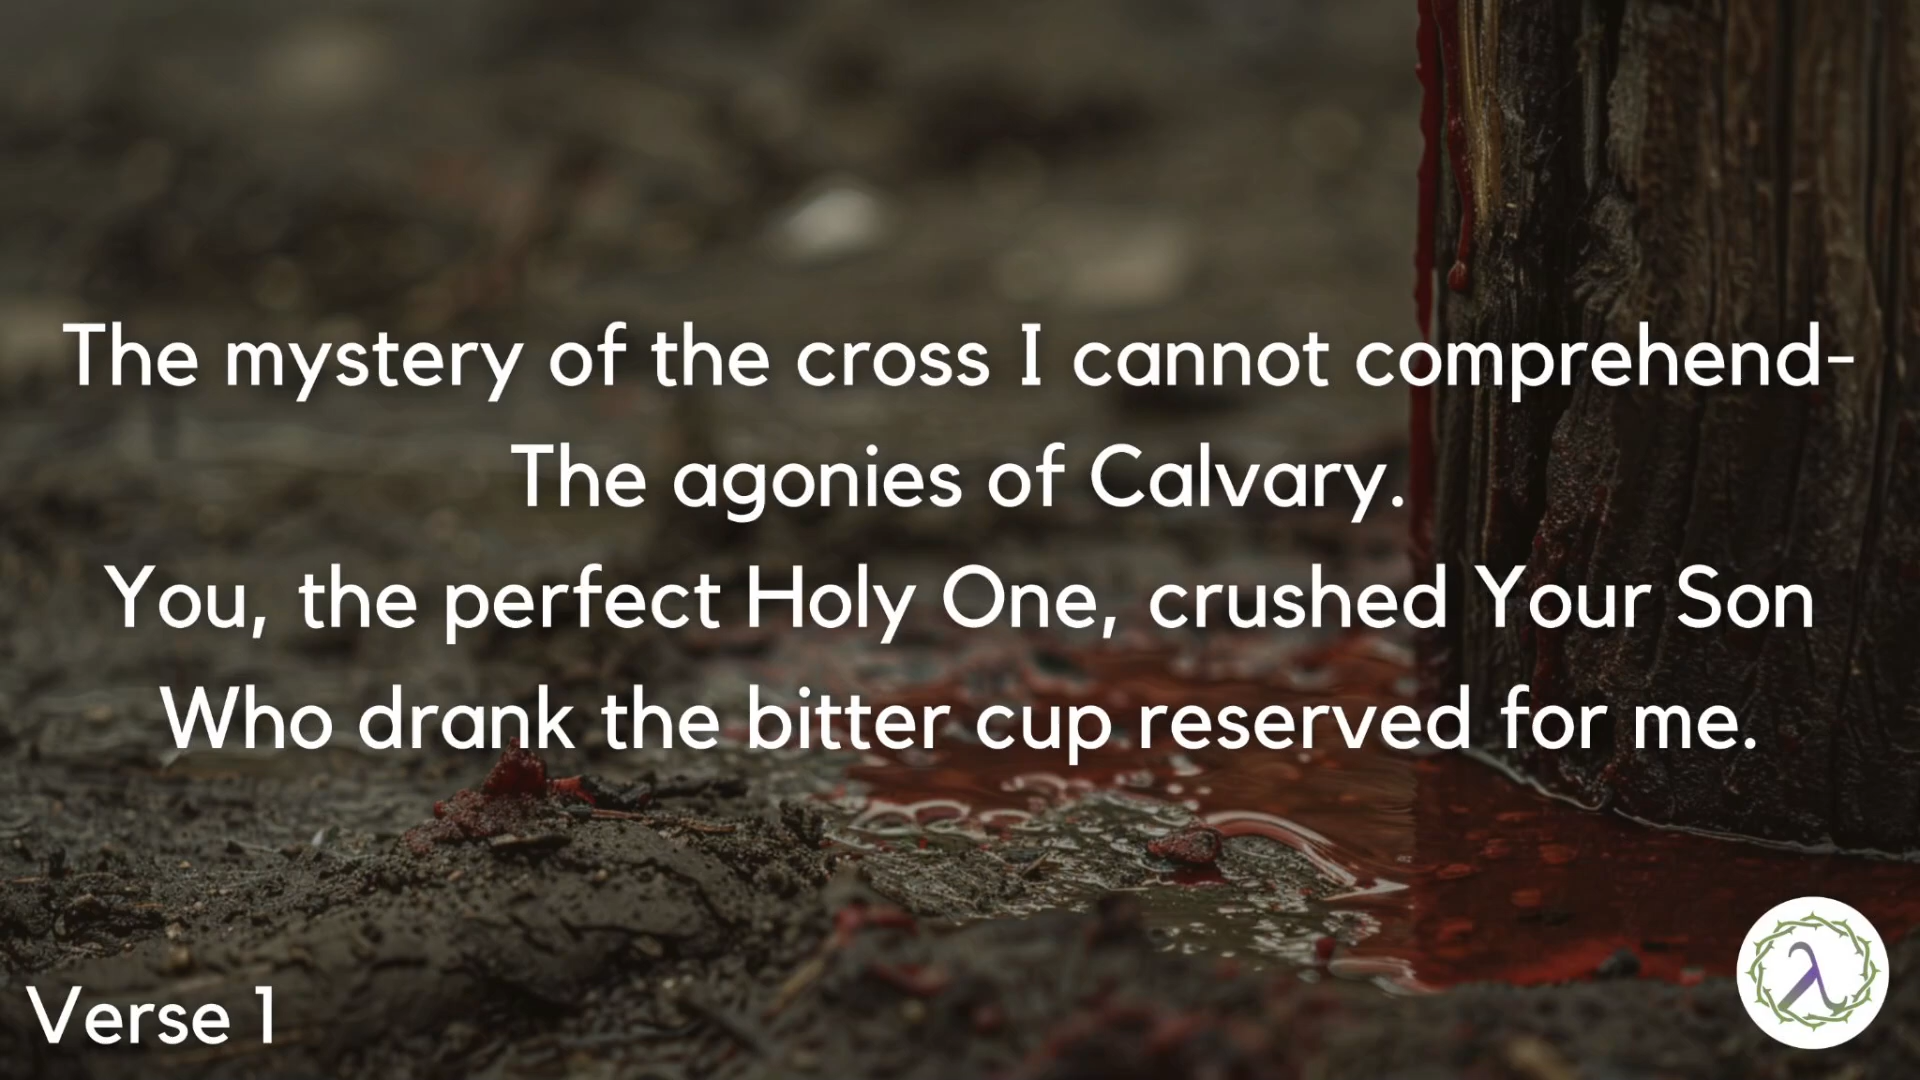 The mystery of the cross I cannot comprehend-
The agonies of Calvary.
You, the perfect Holy One, crushed Your Son
Who drank the bitter cup reserved for me.
Verse 1
λ